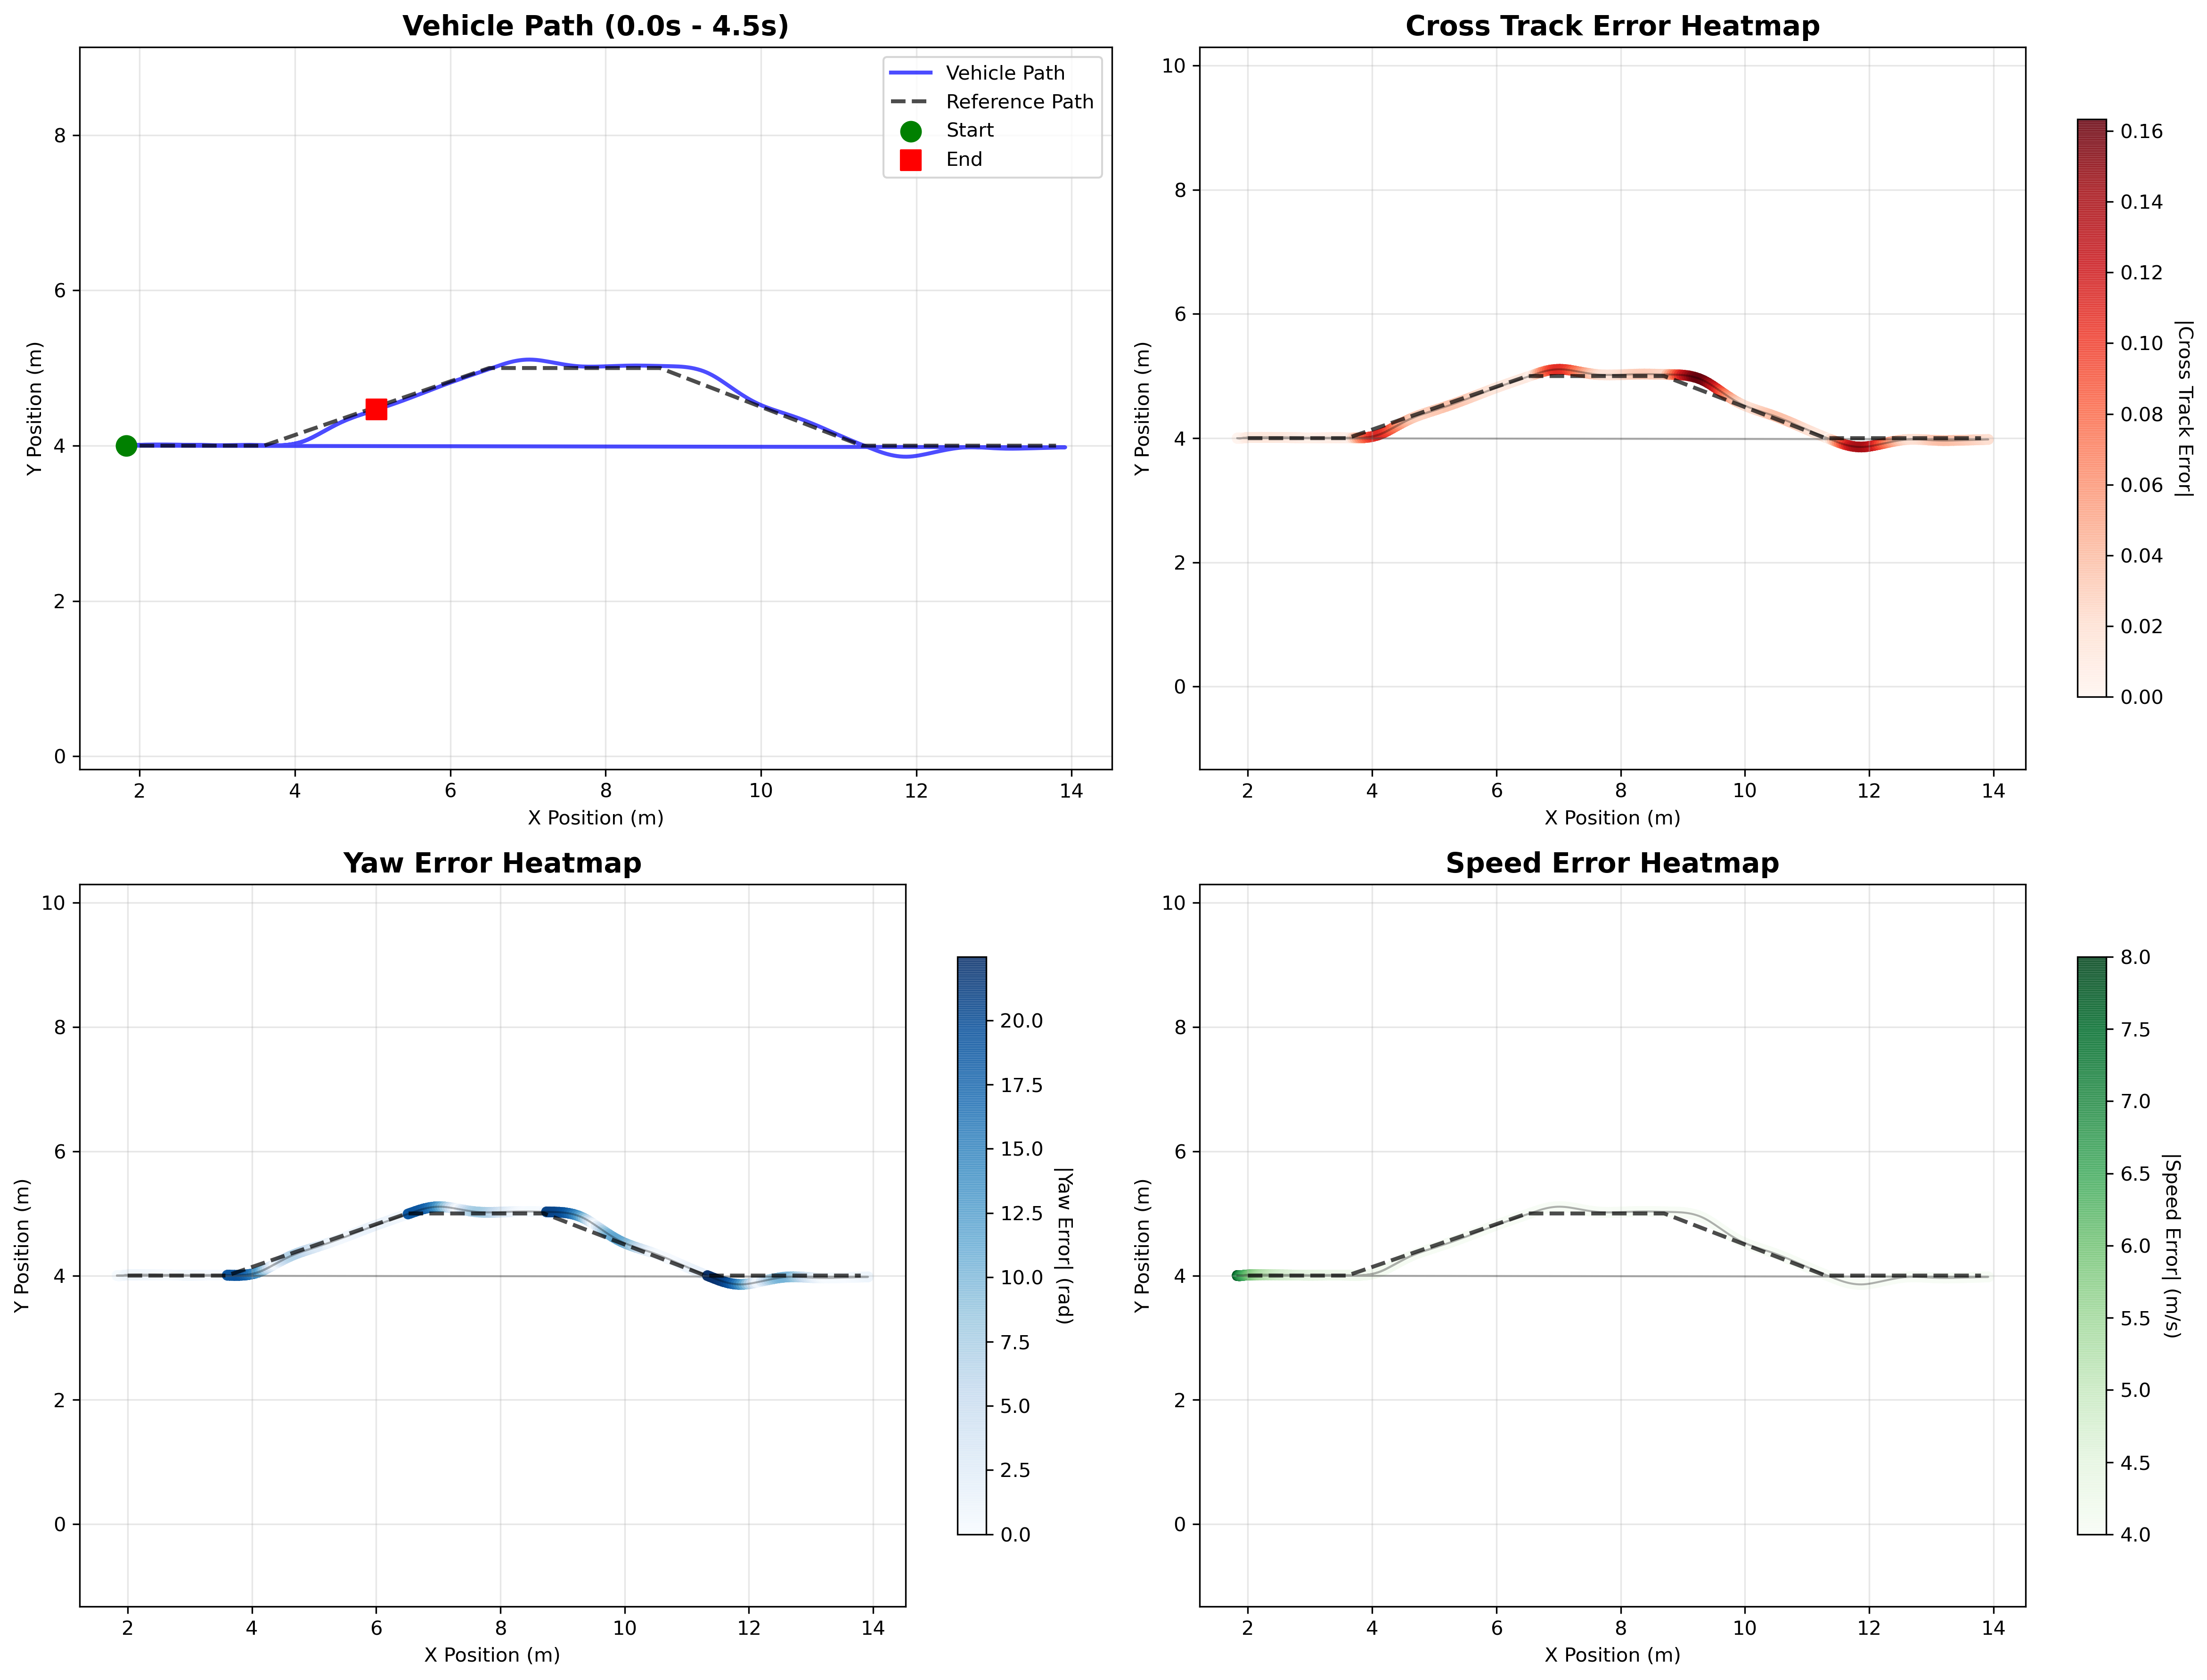 Vehicle Path (0.0s - 4.5s)
Vehicle Path
Reference Path
Start
End
8
6
4
2
0
Y Position (m)
2 4 6 8 10 12 14
X Position (m)
Cross Track Error Heatmap
10
8
6
4
2
0
Y Position (m)
2 4 6 8 10 12 14
X Position (m)
0.16
0.14
0.12
0.10
0.08
0.06
0.04
0.02
0.00
|Cross Track Error|
Yaw Error Heatmap
10
8
6
4
2
0
Y Position (m)
2 4 6 8 10 12 14
X Position (m)
20.0
17.5
15.0
12.5
10.0
7.5
5.0
2.5
0.0
|Yaw Error| (rad)
Speed Error Heatmap
10
8
6
4
2
0
Y Position (m)
2 4 6 8 10 12 14
X Position (m)
8.0
7.5
7.0
6.5
6.0
5.5
5.0
4.5
4.0
|Speed Error| (m/s)